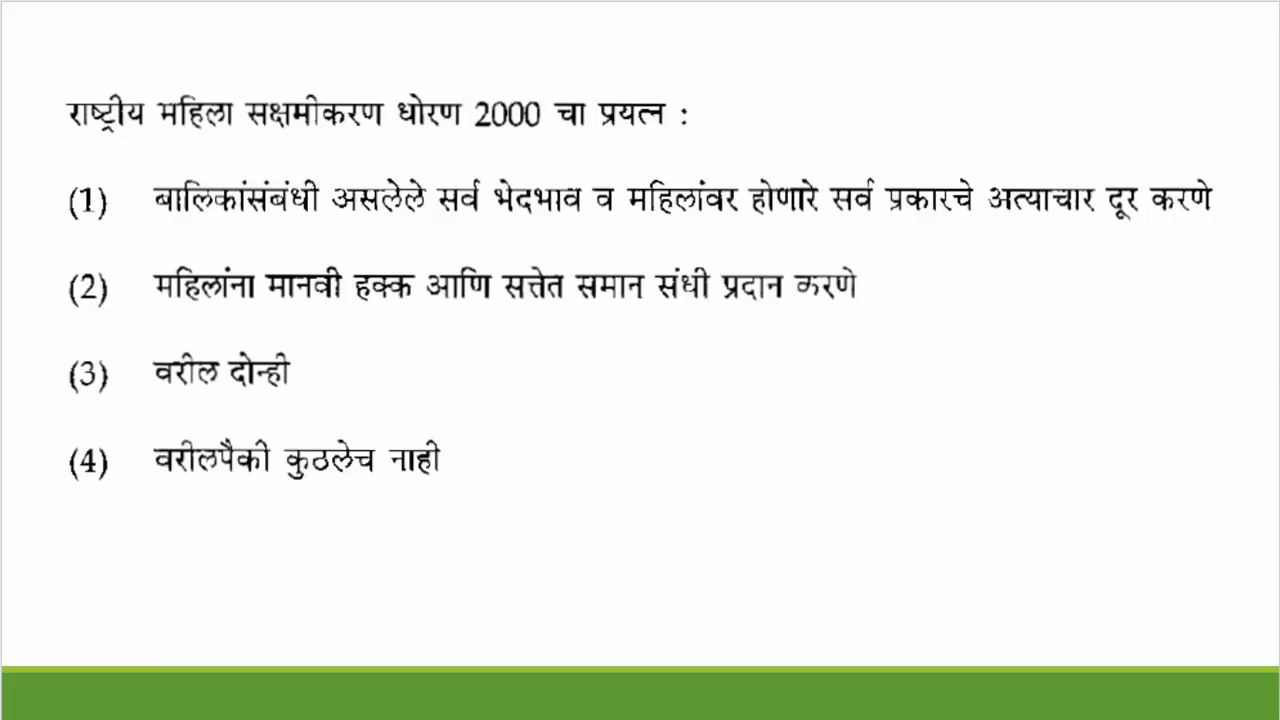 राष्ट्रीय महिला सक्षमीकरण धोरण 2000 चा प्रयत्न :
(1) बालिकांसंबंधी असलेले सर्व भेदभाव व महिलांवर होणारे सर्व प्रकारचे अत्याचार दूर करणे
(2) महिलांना मानवी हक्क आणि सत्तेत समान संधी प्रदान करणे
(3) वरील दोन्ही
(4) वरीलपैकी कुठलेच नाही